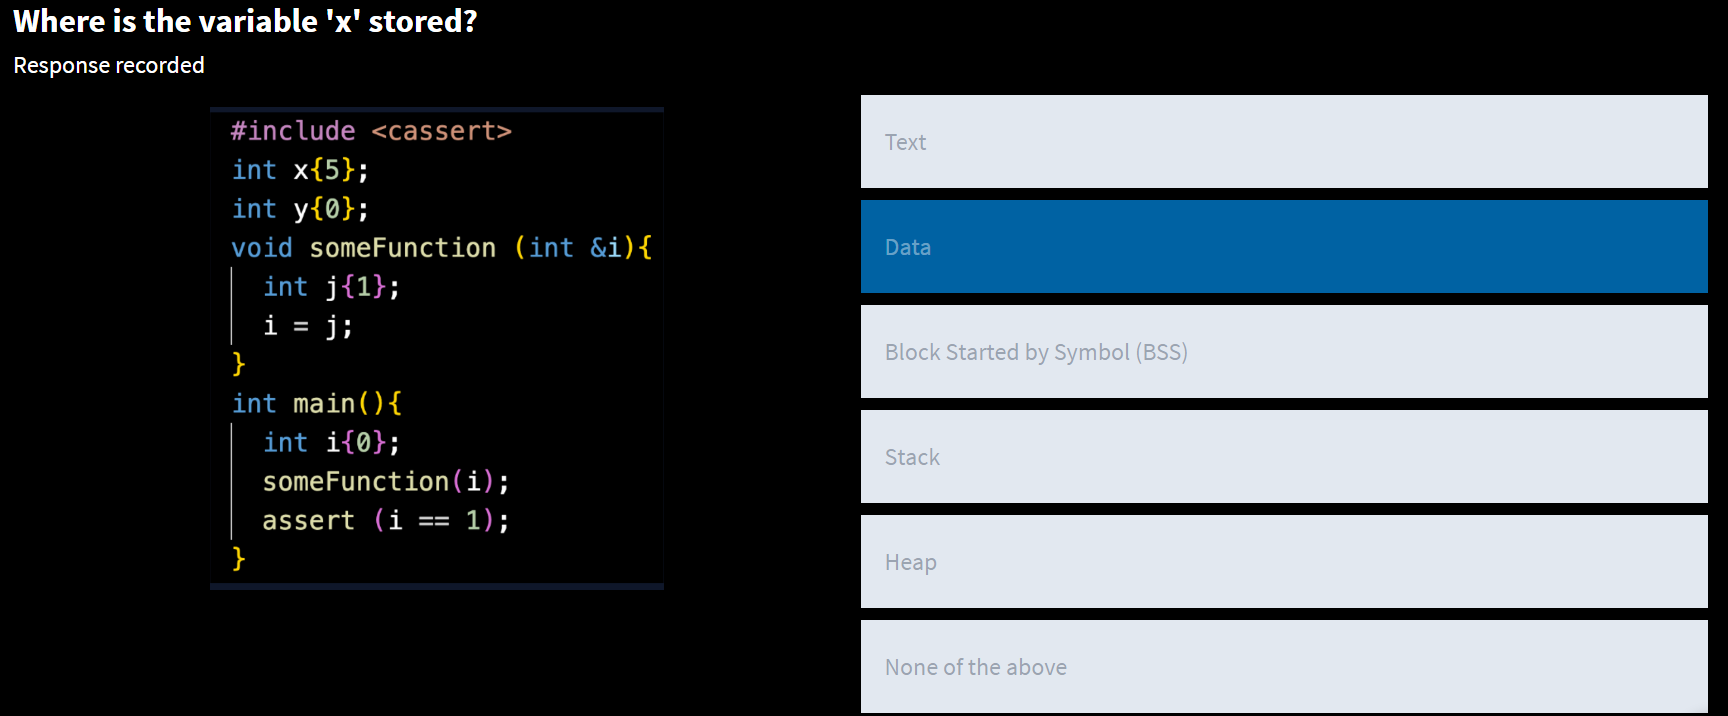 Where is the variable 'x' stored?
Response recorded
#include <cassert>
int x{5};
int y{0};
void someFunction (int &i){
int j{1};
i = j;
}
int main(){
int i{0};
someFunction(i);
assert (i == 1);
}
Text
Data
Block Started by Symbol (BSS)
Stack
Heap
None of the above